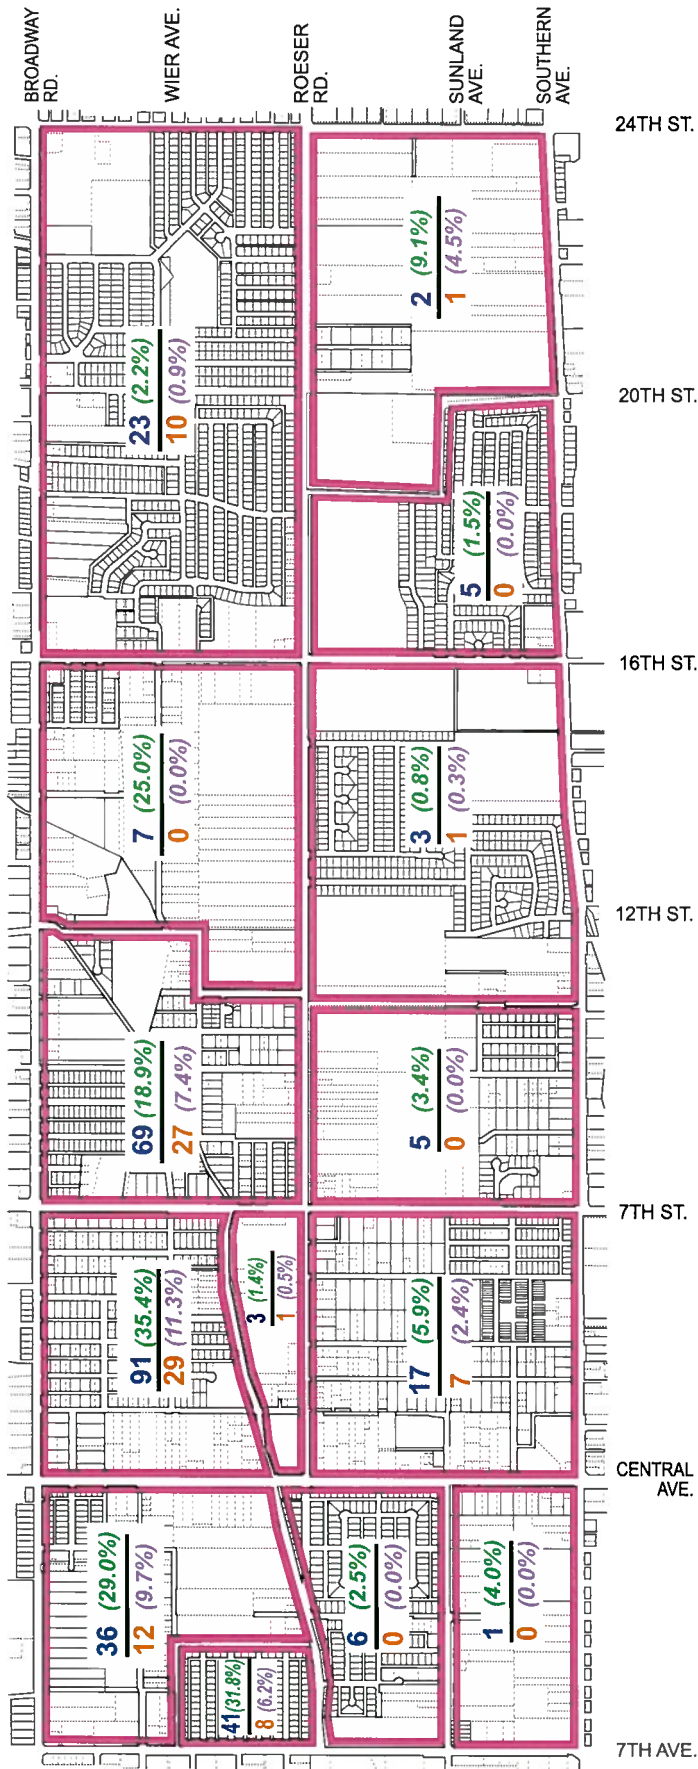 BROADWAY
RD.
WIER AVE.
ROESER
RD.
SUNLAND
AVE.
SOUTHERN
AVE.
24TH ST.
2 (9.1%)
1 (4.5%)
23 (2.2%)
10 (0.9%)
20TH ST.
5 (1.5%)
0 (0.0%)
16TH ST.
7 (25.0%)
0 (0.0%)
3 (0.8%)
1 (0.3%)
12TH ST.
69 (18.9%)
27 (7.4%)
5 (3.4%)
0 (0.0%)
7TH ST.
91 (35.4%)
29 (11.3%)
3 (1.4%)
1 (0.5%)
17 (5.9%)
7 (2.4%)
CENTRAL
AVE.
36 (29.0%)
12 (9.7%)
6 (2.5%)
0 (0.0%)
1 (4.0%)
0 (0.0%)
41 (31.8%)
8 (6.2%)
7TH AVE.